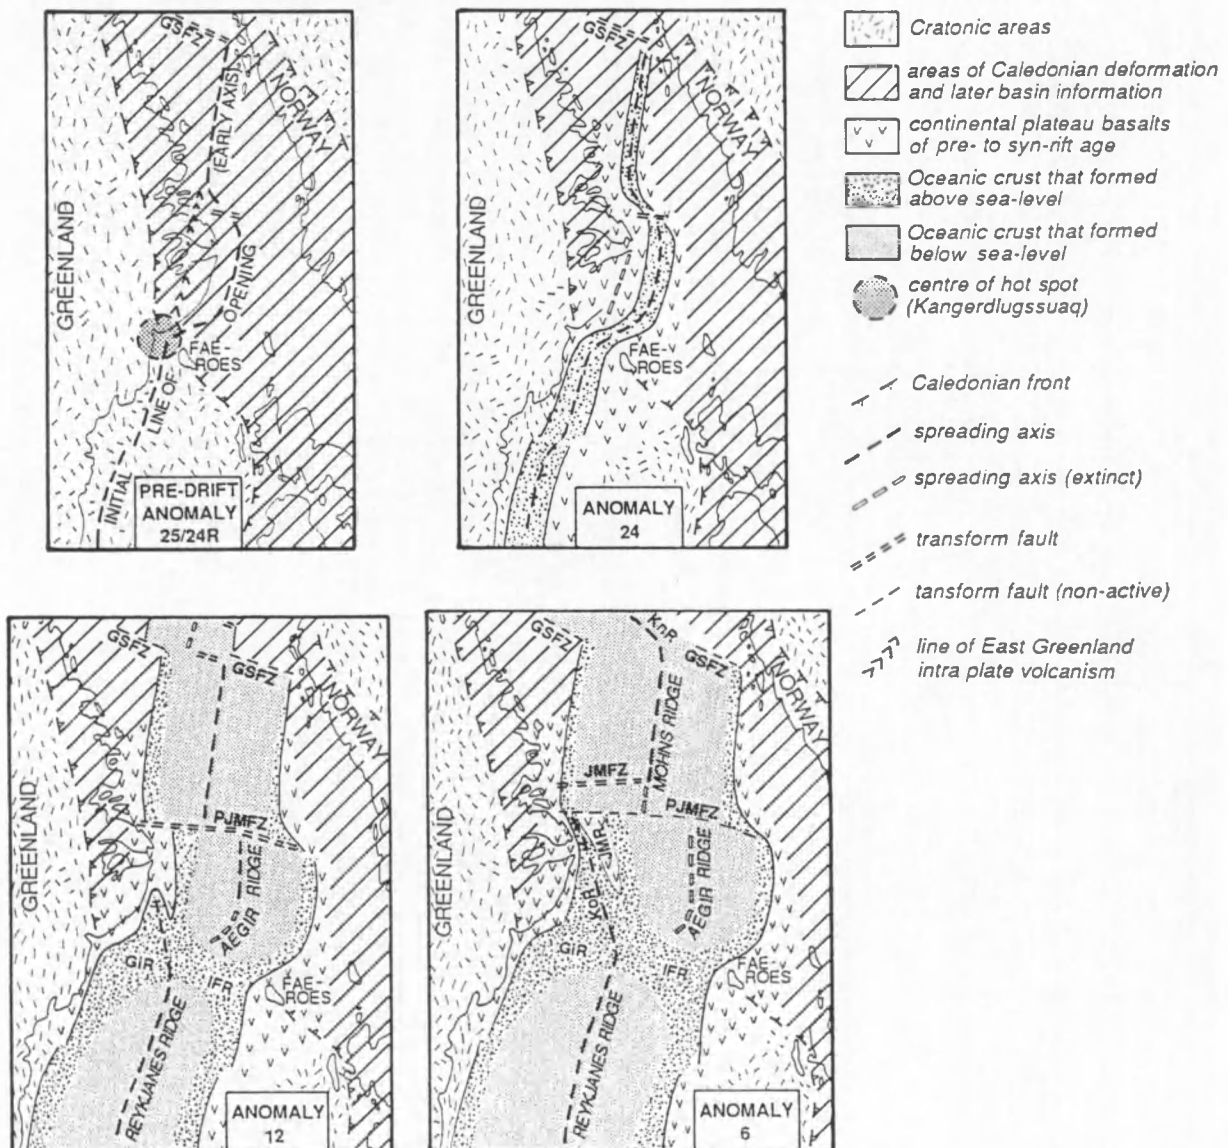 GSFZ
(EARLY AXIS)
NORWAY
GREENLAND
OPENING
FAE-
ROES
LINE OF
INITIAL
PRE-DRIFT
ANOMALY
25/24R
GSFZ
NORWAY
GREENLAND
FAE-
ROES
ANOMALY
24
Cratonic areas
areas of Caledonian deformation
and later basin information
continental plateau basalts
of pre- to syn-rift age
Oceanic crust that formed
above sea-level
Oceanic crust that formed
below sea-level
centre of hot spot
(Kangerdlugssuaq)
Caledonian front
spreading axis
spreading axis (extinct)
transform fault
tansform fault (non-active)
line of East Greenland
intra plate volcanism
GSFZ
GSFZ
NORWAY
GREENLAND
PJMFZ
AEGIR RIDGE
GIR
IFR
FAE-
ROES
REYKJANES RIDGE
ANOMALY
12
KnR
GSFZ
GSFZ
NORWAY
MOHNS RIDGE
JMFZ
PJMFZ
GREENLAND
JMR
KoR
AEGIR RIDGE
GIR
IFR
FAE-
ROES
REYKJANES RIDGE
ANOMALY
6